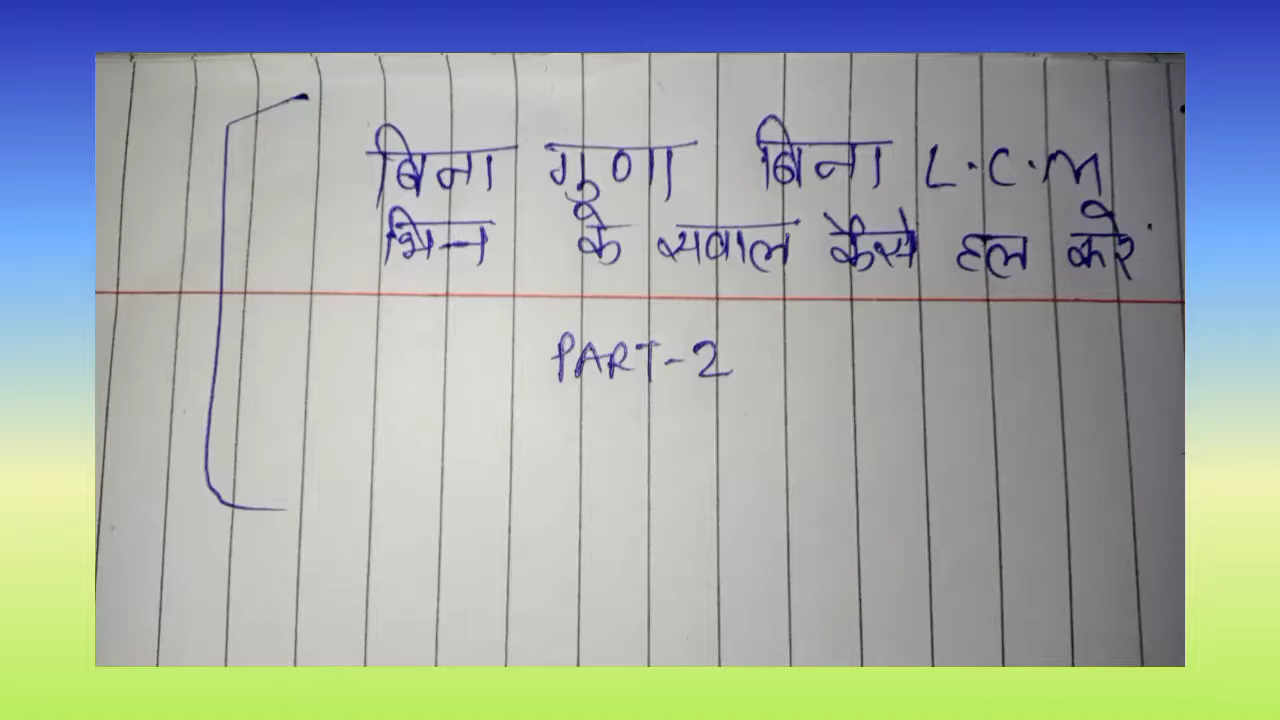 बिना गुणा बिना L.C.M
भिन के सवाल कैसे हल करे
PART-2